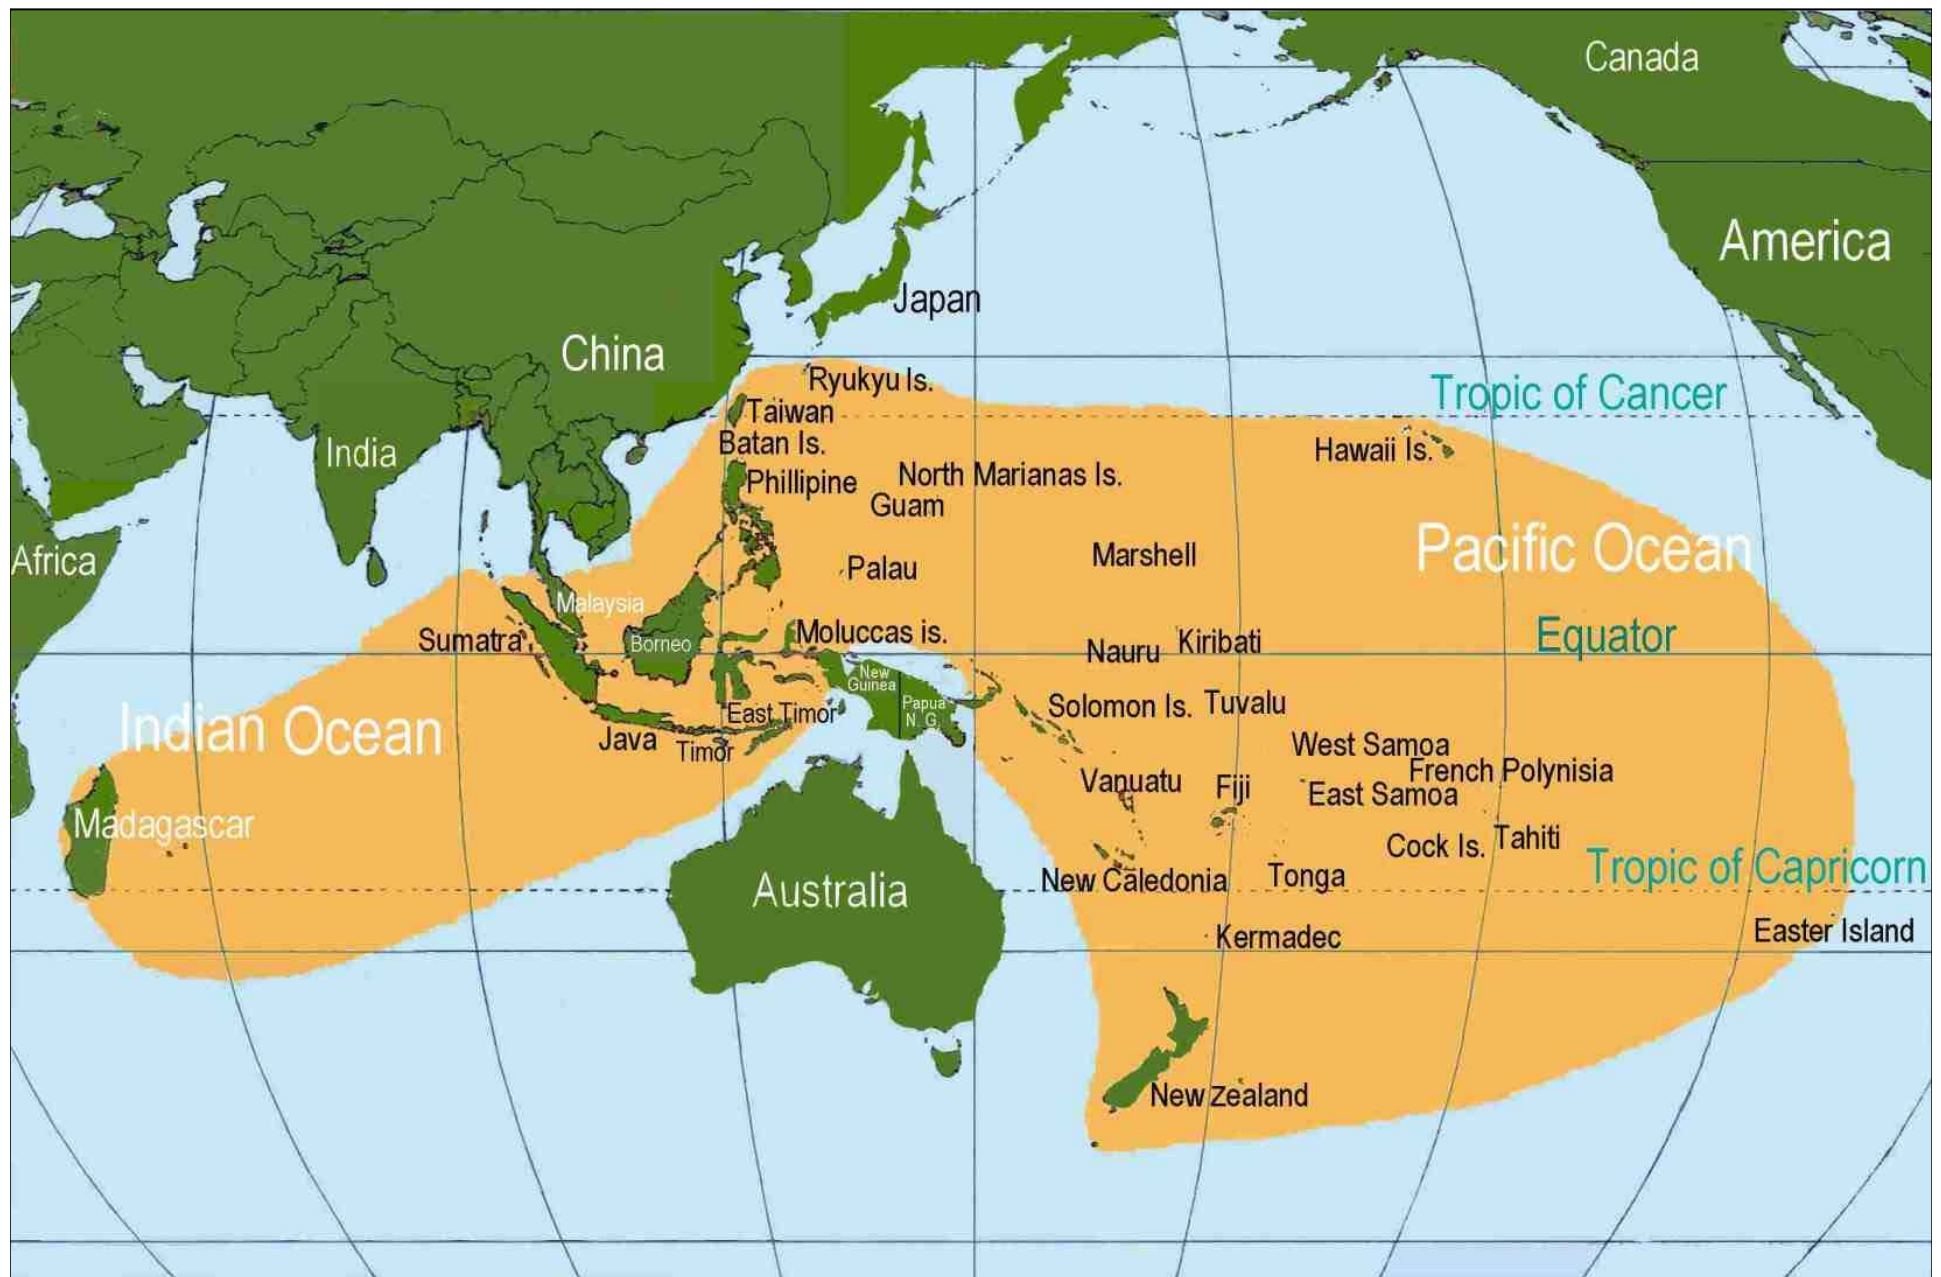 Canada
America
Japan
China
Ryukyu Is.
Tropic of Cancer
Taiwan
Batan Is.
India
Hawaii Is.
North Marianas Is.
Phillipine
Guam
Africa
Pacific Ocean
Marshell
Palau
Malaysia
Sumatra
Borneo
Moluccas is.
Nauru
Kiribati
Equator
New
Guinea
Papua
N. G.
Solomon Is.
Tuvalu
East Timor
Indian Ocean
Java
Timor
West Samoa
French Polynisia
Vanuatu
Fiji
East Samoa
Madagascar
Cock Is.
Tahiti
Tropic of Capricorn
Australia
New Caledonia
Tonga
Kermadec
Easter Island
New Zealand